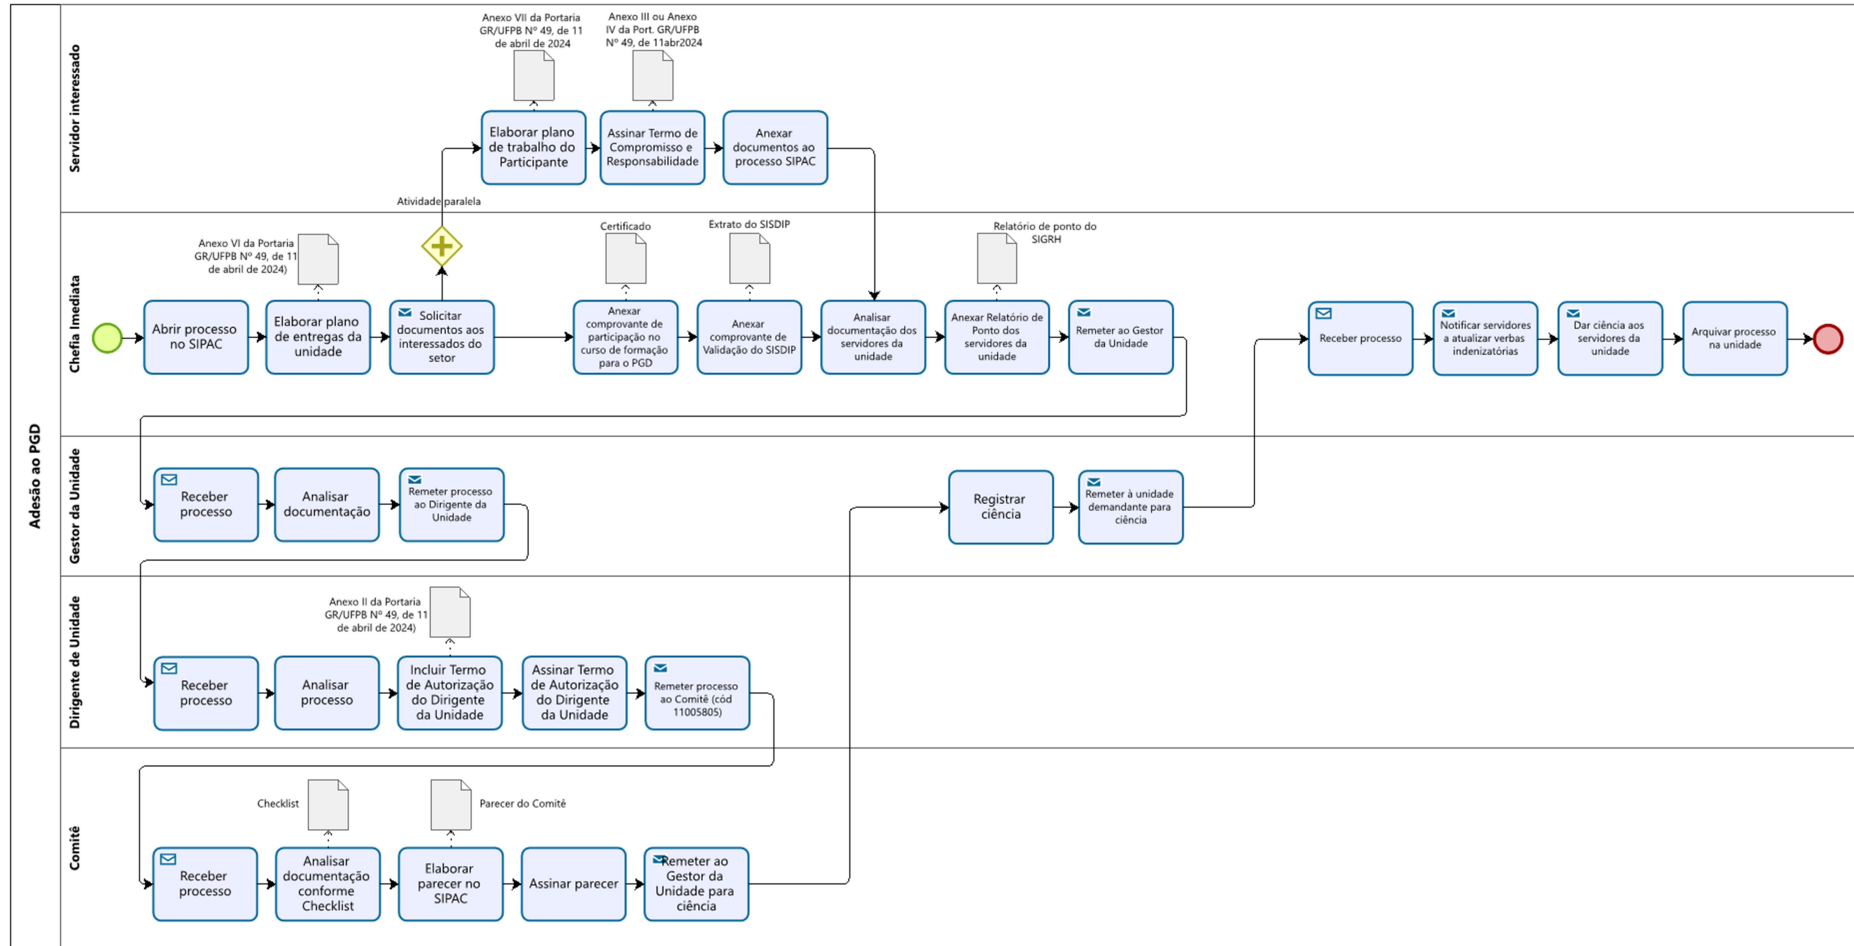 Adesão ao PGD
Servidor interessado
Anexo VII da Portaria
GR/UFPB Nº 49, de 11
de abril de 2024
Anexo III ou Anexo
IV da Port. GR/UFPB
Nº 49, de 11abr2024
Elaborar plano
de trabalho do
Participante
Assinar Termo de
Compromisso e
Responsabilidade
Anexar
documentos ao
processo SIPAC
Atividade paralela
Chefia Imediata
Anexo VI da Portaria
GR/UFPB Nº 49, de 11
de abril de 2024)
Certificado
Extrato do SISDIP
Relatório de ponto do
SIGRH
Abrir processo
no SIPAC
Elaborar plano
de entregas da
unidade
Solicitar
documentos aos
interessados do
setor
Anexar
comprovante de
participação no
curso de formação
para o PGD
Anexar
comprovante de
Validação do SISDIP
Analisar
documentação dos
servidores da
unidade
Anexar Relatório de
Ponto dos
servidores da
unidade
Remeter ao Gestor
da Unidade
Receber processo
Notificar servidores
a atualizar verbas
indenizatórias
Dar ciência aos
servidores da
unidade
Arquivar processo
na unidade
Gestor da Unidade
Receber
processo
Analisar
documentação
Remeter processo
ao Dirigente da
Unidade
Registrar
ciência
Remeter à unidade
demandante para
ciência
Dirigente de Unidade
Anexo II da Portaria
GR/UFPB Nº 49, de 11
de abril de 2024)
Receber
processo
Analisar
processo
Incluir Termo
de Autorização
do Dirigente
da Unidade
Assinar Termo
de Autorização
do Dirigente
da Unidade
Remeter processo
ao Comitê (cód
11005805)
Comitê
Checklist
Parecer do Comitê
Receber
processo
Analisar
documentação
conforme
Checklist
Elaborar
parecer no
SIPAC
Assinar parecer
Remeter ao
Gestor da
Unidade para
ciência